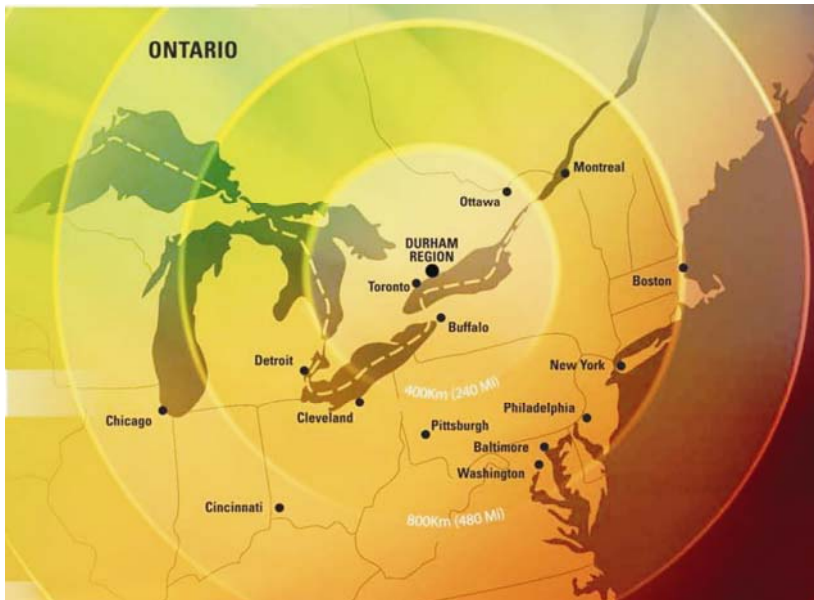 ONTARIO
Montreal
Ottawa
DURHAM
REGION
Toronto
Boston
Buffalo
Detroit
New York
400Km (240 Mi)
Chicago
Cleveland
Philadelphia
Pittsburgh
Baltimore
Washington
Cincinnati
800Km (480 Mi)